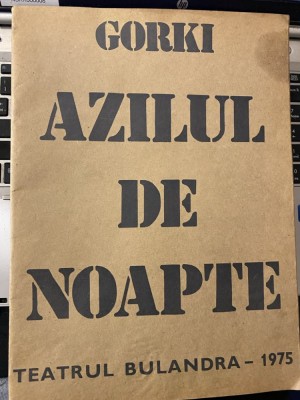 GORKI
AZILUL
DE
NOAPTE
TEATRUL BULANDRA – 1975